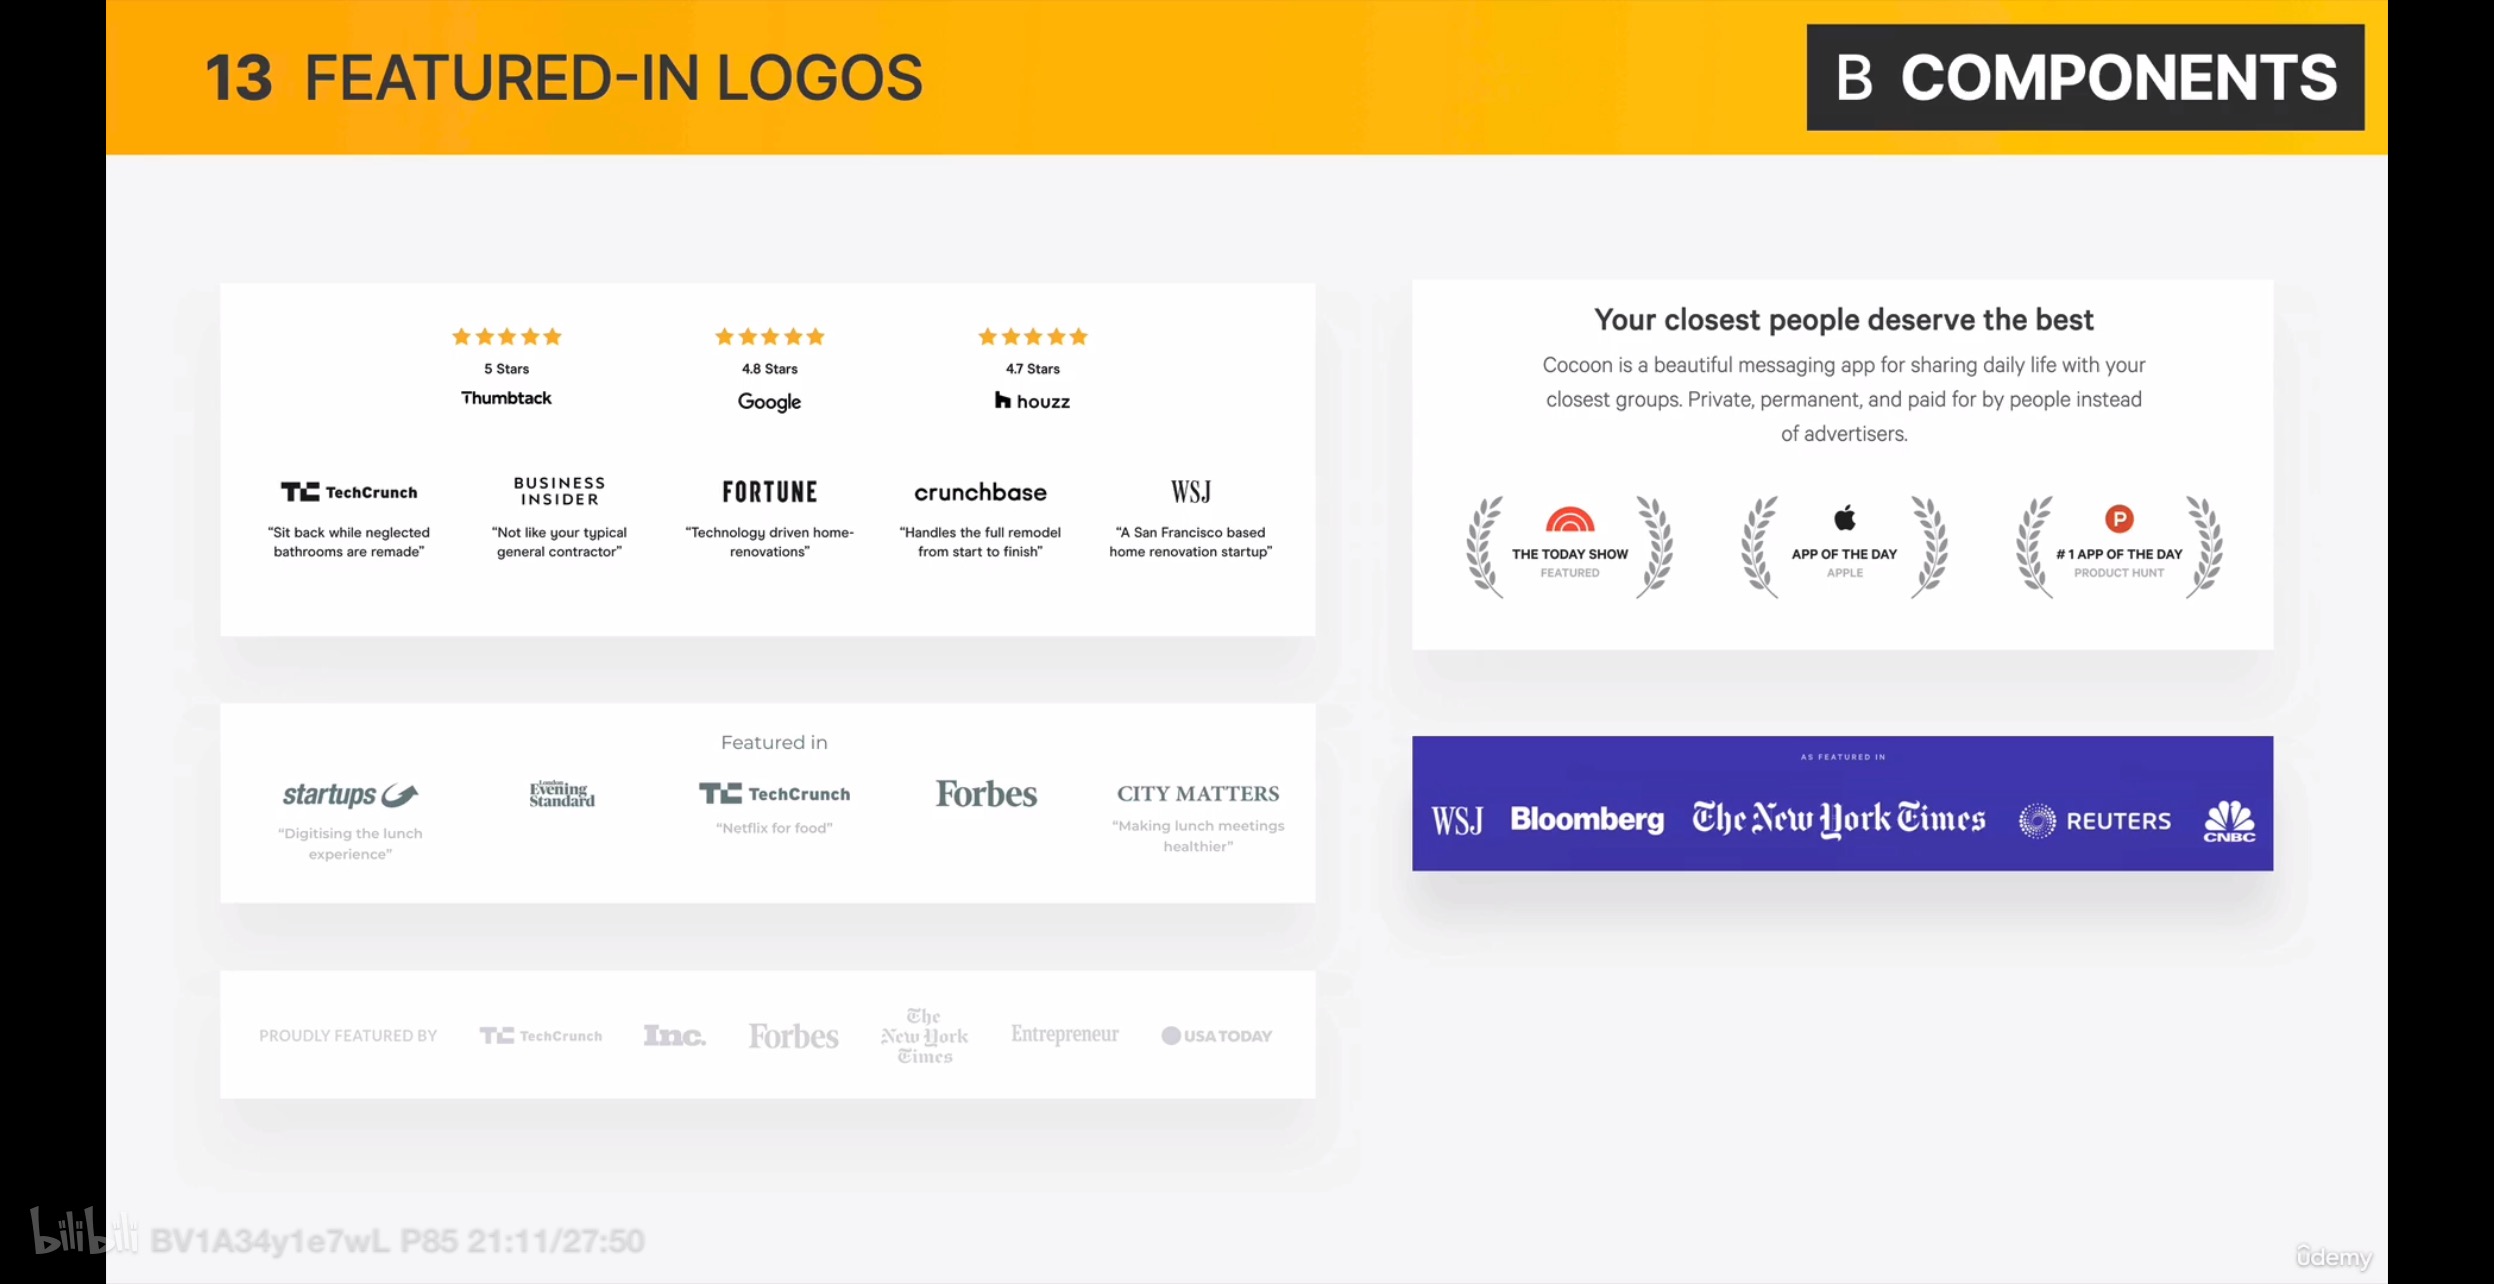 13 FEATURED-IN LOGOS
B COMPONENTS
5 Stars
4.8 Stars
4.7 Stars
Thumbtack
Google
houzz
TechCrunch
BUSINESS
INSIDER
FORTUNE
crunchbase
WSJ
“Sit back while neglected
bathrooms are remade”
“Not like your typical
general contractor”
“Technology driven home-
renovations”
“Handles the full remodel
from start to finish”
“A San Francisco based
home renovation startup”
Featured in
startups
London
Evening
Standard
TechCrunch
Forbes
CITY MATTERS
“Digitising the lunch
experience”
“Netflix for food”
“Making lunch meetings
healthier”
PROUDLY FEATURED BY
TechCrunch
Inc.
Forbes
The
New York
Times
Entrepreneur
USA TODAY
Your closest people deserve the best
Cocoon is a beautiful messaging app for sharing daily life with your
closest groups. Private, permanent, and paid for by people instead
of advertisers.
THE TODAY SHOW
FEATURED
APP OF THE DAY
APPLE
P
# 1 APP OF THE DAY
PRODUCT HUNT
AS FEATURED IN
WSJ
Bloomberg
The New York Times
REUTERS
CNBC
bilibili BV1A34y1e7wL P85 21:11/27:50
ûdemy